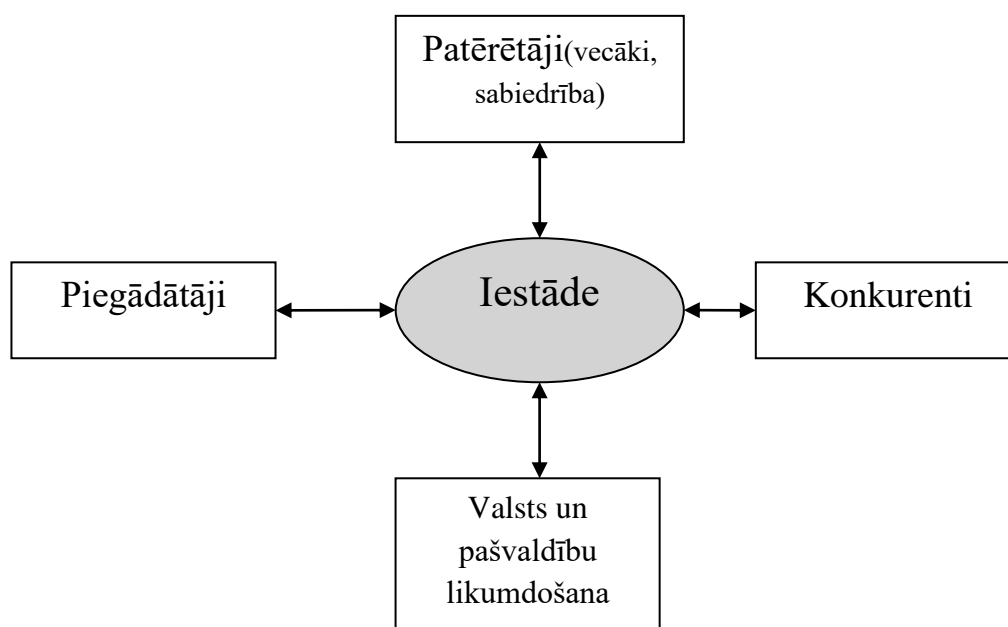 Patērētāji(vecāki,
sabiedrība)
Piegādātāji
Iestāde
Konkurenti
Valsts un
pašvaldību
likumdošana